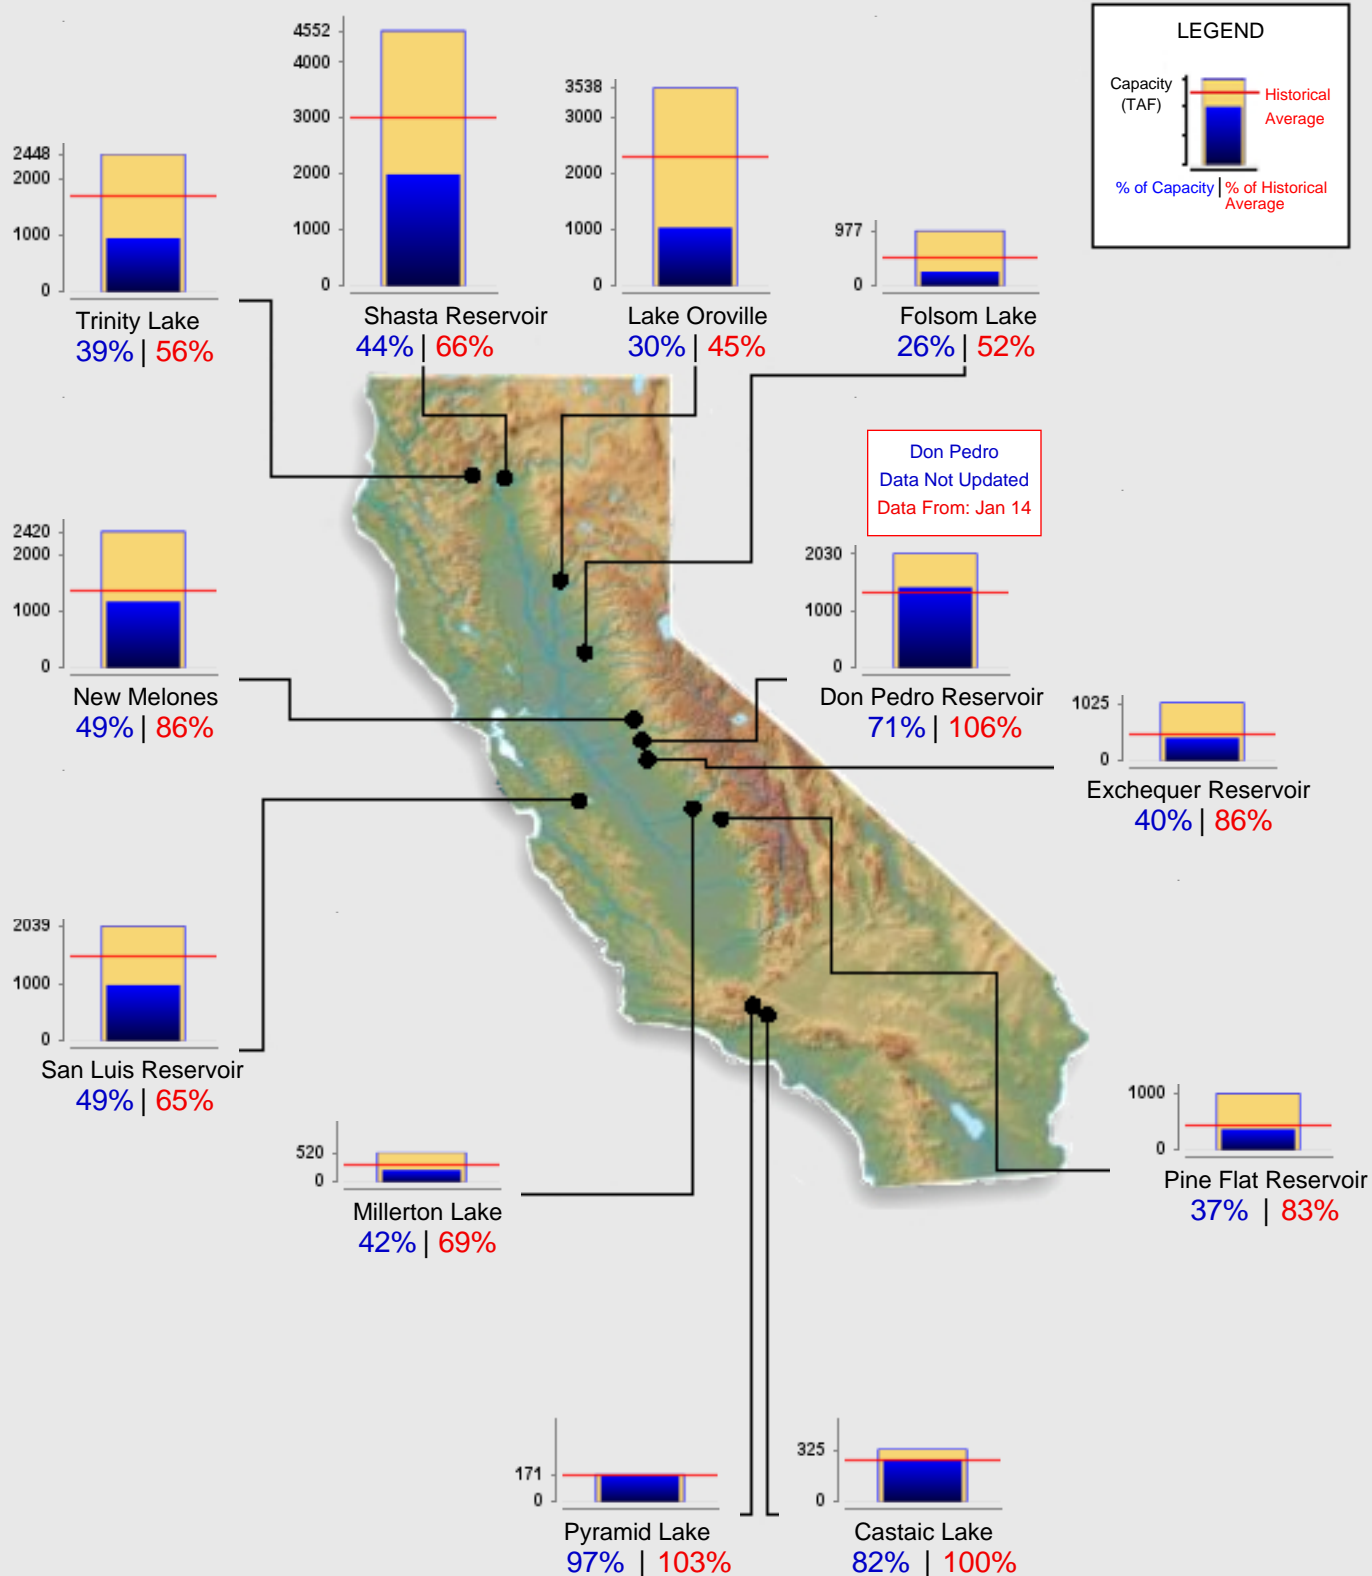 LEGEND
Capacity
(TAF)
Historical
Average
% of Capacity | % of Historical
Average
4552
4000
3000
2000
1000
0
Shasta Reservoir
44% | 66%
3538
3000
2000
1000
0
Lake Oroville
30% | 45%
2448
2000
1000
0
Trinity Lake
39% | 56%
977
0
Folsom Lake
26% | 52%
Don Pedro
Data Not Updated
Data From: Jan 14
2420
2000
1000
0
New Melones
49% | 86%
2030
1000
0
Don Pedro Reservoir
71% | 106%
1025
0
Exchequer Reservoir
40% | 86%
2039
1000
0
San Luis Reservoir
49% | 65%
520
0
Millerton Lake
42% | 69%
1000
0
Pine Flat Reservoir
37% | 83%
171
0
Pyramid Lake
97% | 103%
325
0
Castaic Lake
82% | 100%